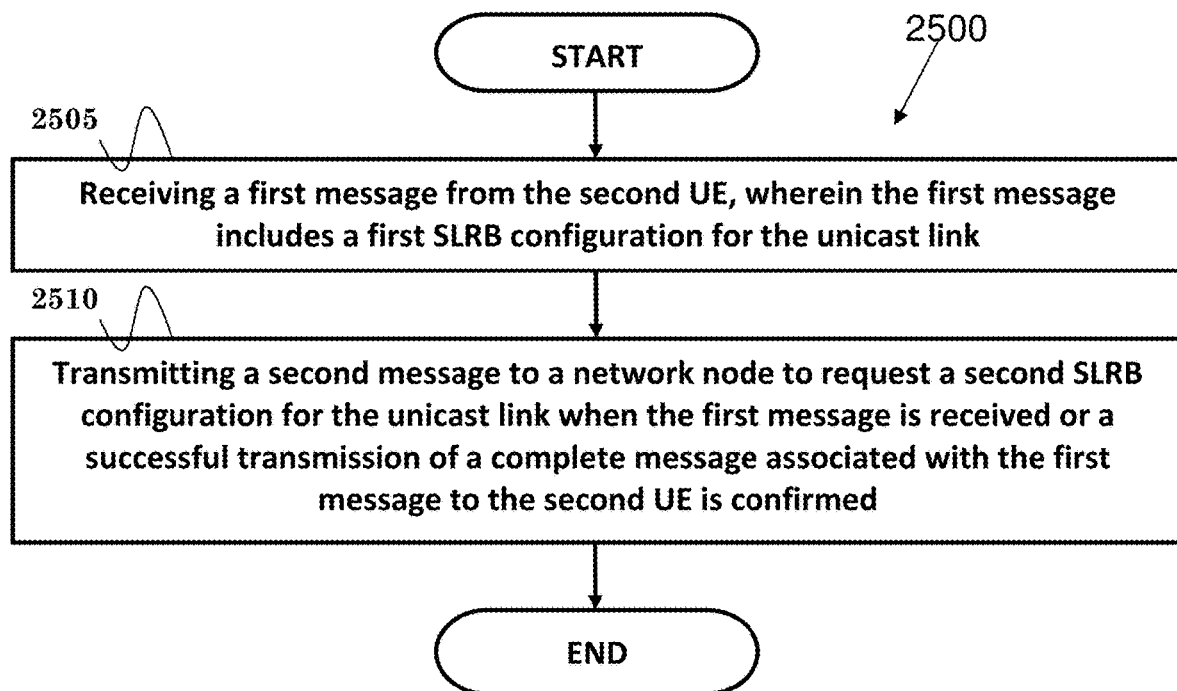 START
2500
2505
Receiving a first message from the second UE, wherein the first message
includes a first SLRB configuration for the unicast link
2510
Transmitting a second message to a network node to request a second SLRB
configuration for the unicast link when the first message is received or a
successful transmission of a complete message associated with the first
message to the second UE is confirmed
END